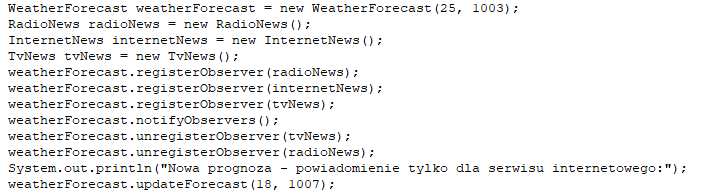 WeatherForecast weatherForecast = new WeatherForecast(25, 1003);
RadioNews radioNews = new RadioNews();
InternetNews internetNews = new InternetNews();
TvNews tvNews = new TvNews();
weatherForecast.registerObserver(radioNews);
weatherForecast.registerObserver(internetNews);
weatherForecast.registerObserver(tvNews);
weatherForecast.notifyObservers();
weatherForecast.unregisterObserver(tvNews);
weatherForecast.unregisterObserver(radioNews);
System.out.println("Nowa prognoza - powiadomienie tylko dla serwisu internetowego:");
weatherForecast.updateForecast(18, 1007);